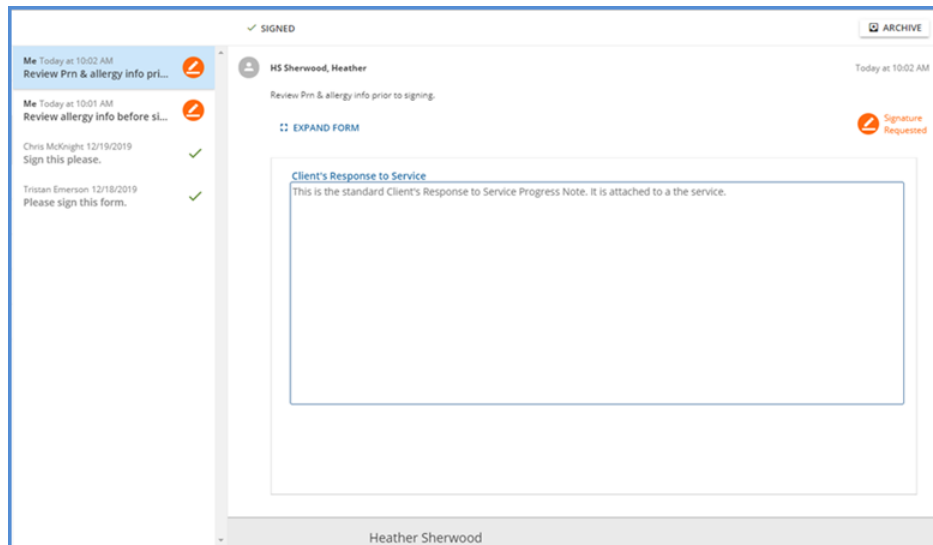 SIGNED
ARCHIVE
Me Today at 10:02 AM
Review Prn & allergy info pri...
Me Today at 10:01 AM
Review allergy info before si...
Chris McKnight 12/19/2019
Sign this please.
Tristan Emerson 12/18/2019
Please sign this form.
HS Sherwood, Heather
Today at 10:02 AM
Review Prn & allergy info prior to signing.
EXPAND FORM
Signature
Requested
Client's Response to Service
This is the standard Client's Response to Service Progress Note. It is attached to a the service.
Heather Sherwood